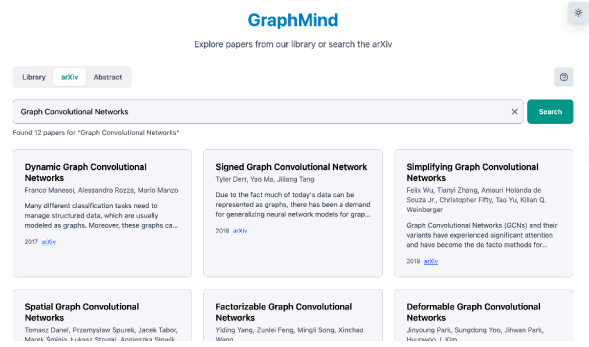 GraphMind
Explore papers from our library or search the arXiv
Library arXiv Abstract
Graph Convolutional Networks
Search
Found 12 papers for "Graph Convolutional Networks"
Dynamic Graph Convolutional
Networks
Franco Manessi, Alessandro Rozza, Mario Manzo
Many different classification tasks need to
manage structured data, which are usually
modeled as graphs. Moreover, these graphs ca...
2017 arXiv
Signed Graph Convolutional Network
Tyler Derr, Yao Ma, Jiliang Tang
Due to the fact much of today's data can be
represented as graphs, there has been a demand
for generalizing neural network models for grap...
2018 arXiv
Simplifying Graph Convolutional
Networks
Felix Wu, Tianyi Zhang, Amauri Holanda de
Souza Jr., Christopher Fifty, Tao Yu, Kilian Q.
Weinberger
Graph Convolutional Networks (GCNs) and their
variants have experienced significant attention
and have become the de facto methods for...
2019 arXiv
Spatial Graph Convolutional
Networks
Tomasz Danel, Przemysław Spurek, Jacek Tabor,
Marek Śmieja, Łukasz Struski, Agnieszka Słowik
Factorizable Graph Convolutional
Networks
Yiding Yang, Zunlei Feng, Mingli Song, Xinchao
Wang
Deformable Graph Convolutional
Networks
Jinyoung Park, Sungdong Yoo, Jihwan Park,
Hyunwoo J. Kim